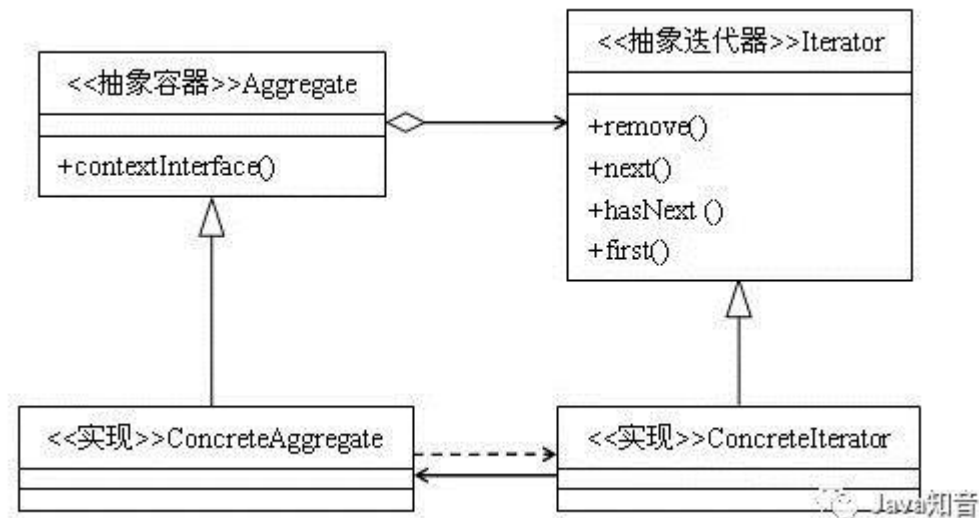 <<抽象容器>>Aggregate
+contextInterface()
<<抽象迭代器>>Iterator
+remove()
+next()
+hasNext ()
+first()
<<实现>>ConcreteAggregate
<<实现>>ConcreteIterator
Java知音